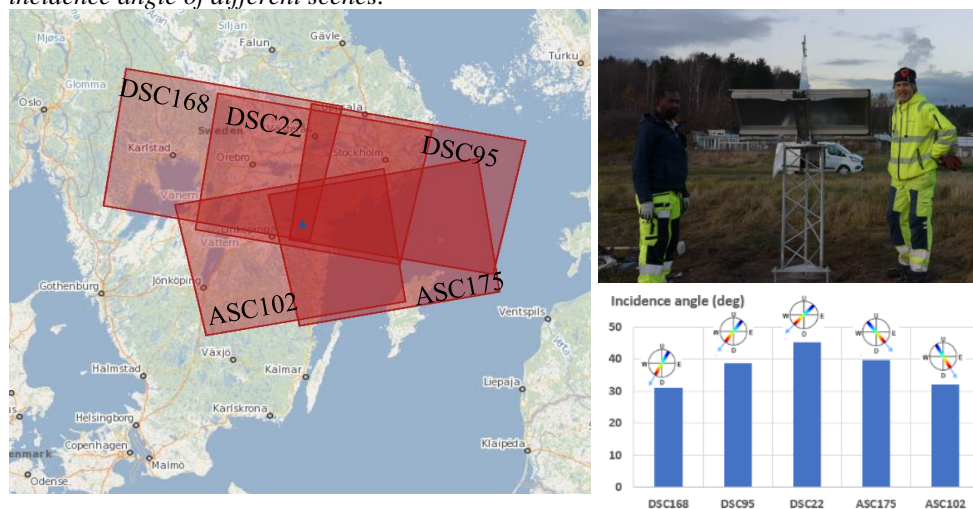 incidence angle of different scenes.
Mjøsa
Siljan
Falun
Gävle
Turku
Glomma
Oslo
DSC168
DSC22
Uppsala
Sweden
DSC95
Karlstad
Örebro
Stockholm
Vänern
Linköping
Vättern
Jönköping
ASC102
ASC175
Gothenburg
Ventspils
Växjö
Halmstad
Kalmar
Liepāja
Helsingborg
Karlskrona
Copenhagen
Klaipeda
enmark
Malmö
Odense
Incidence angle (deg)
50
40
30
20
10
0
U
W E
D
U
W E
D
U
W E
D
U
W E
D
U
W E
D
DSC168 DSC95 DSC22 ASC175 ASC102